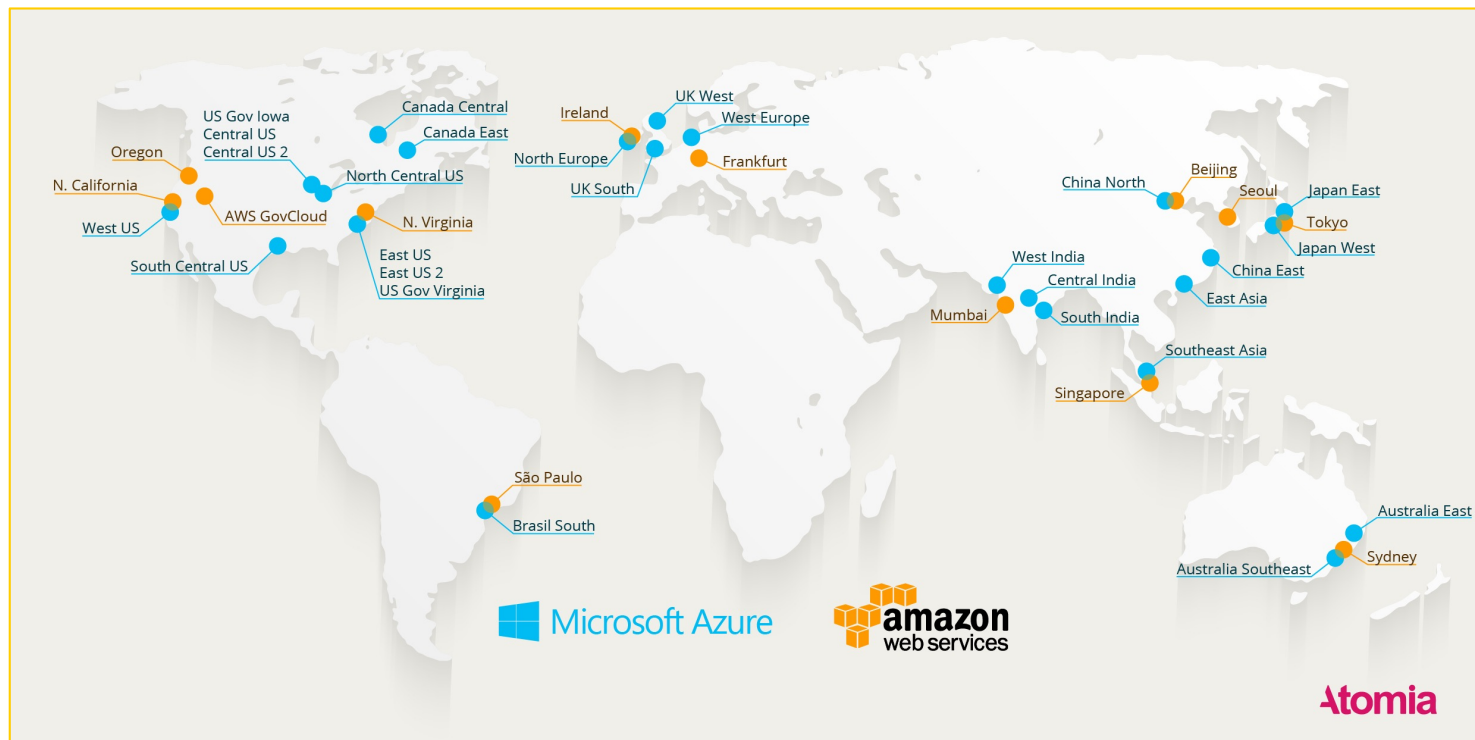 US Gov Iowa
Central US
Central US 2
Canada Central
Canada East
Oregon
North Central US
N. California
AWS GovCloud
West US
N. Virginia
South Central US
East US
East US 2
US Gov Virginia
UK West
Ireland
West Europe
North Europe
Frankfurt
UK South
China North
Beijing
Seoul
Japan East
Tokyo
Japan West
West India
China East
Central India
East Asia
Mumbai
South India
Southeast Asia
Singapore
São Paulo
Brasil South
Australia East
Sydney
Australia Southeast
Microsoft Azure
amazon
web services
Atomia